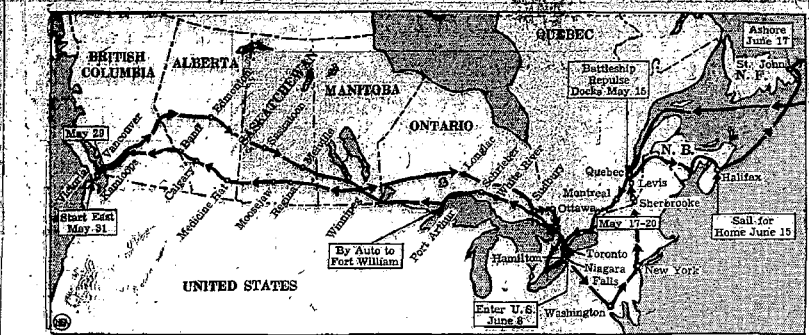 BRITISH
COLUMBIA
ALBERTA
SASKATCHEWAN
MANITOBA
ONTARIO
QUEBEC
Ashore
June 17
St. John
N. F.
Battleship
Repulse
Docks May 15
May 29
Vancouver
Victoria
Kamloops
Start East
May 31
Banff
Calgary
Edmonton
Medicine Hat
Saskatoon
Moosejaw
Regina
Melville
Winnipeg
Longlac
Schrieber
White River
Sudbury
Port Arthur
By Auto to
Fort William
Quebec
Levis
N. B.
Halifax
Montreal
Sherbrooke
Ottawa
May 17-20
Sail for
Home June 15
Hamilton
Toronto
Niagara
Falls
New York
Washington
Enter U. S.
June 8
UNITED STATES